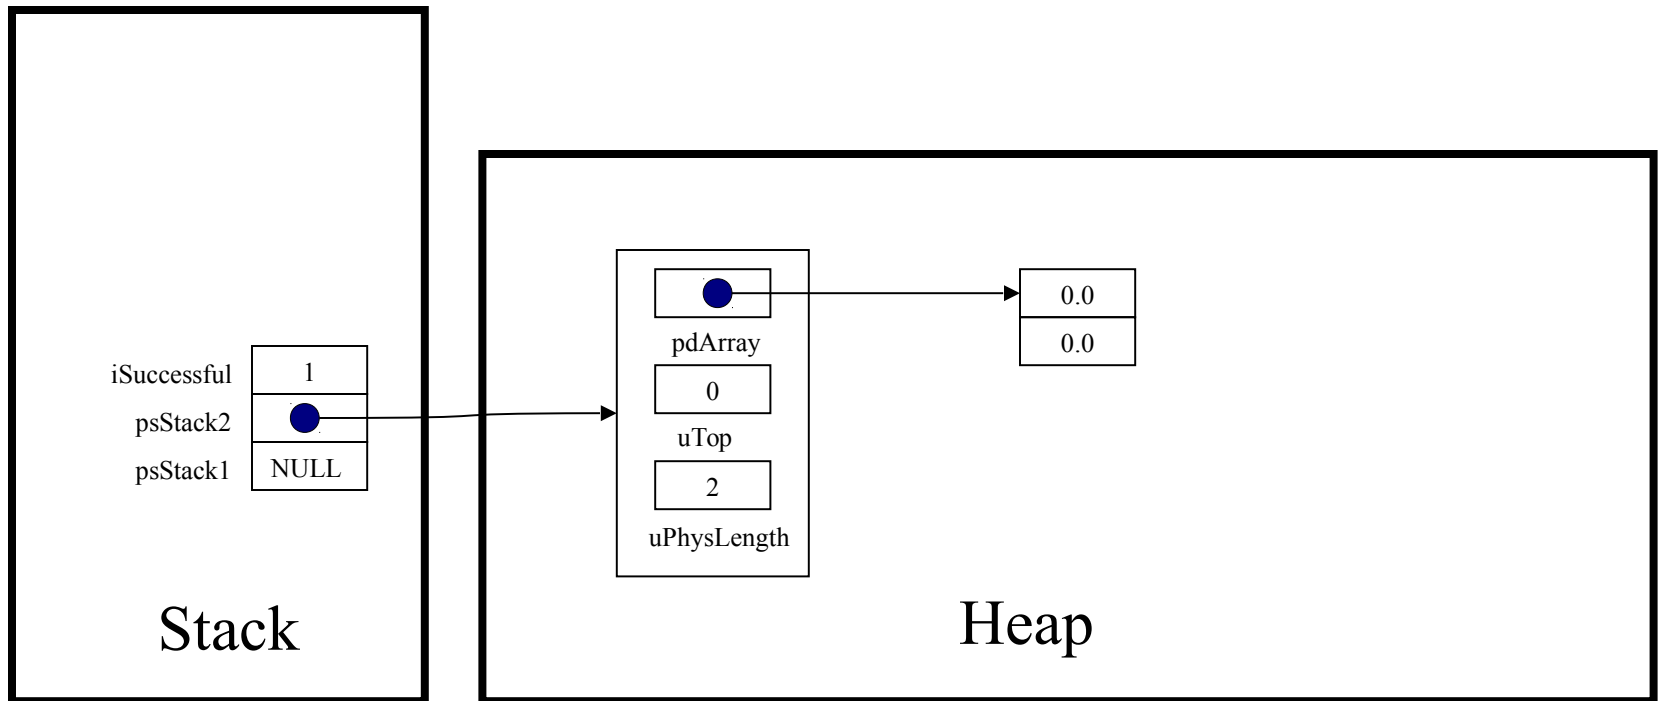 iSuccessful 1
psStack2
psStack1 NULL
Stack
pdArray
0
uTop
2
uPhysLength
0.0
0.0
Heap